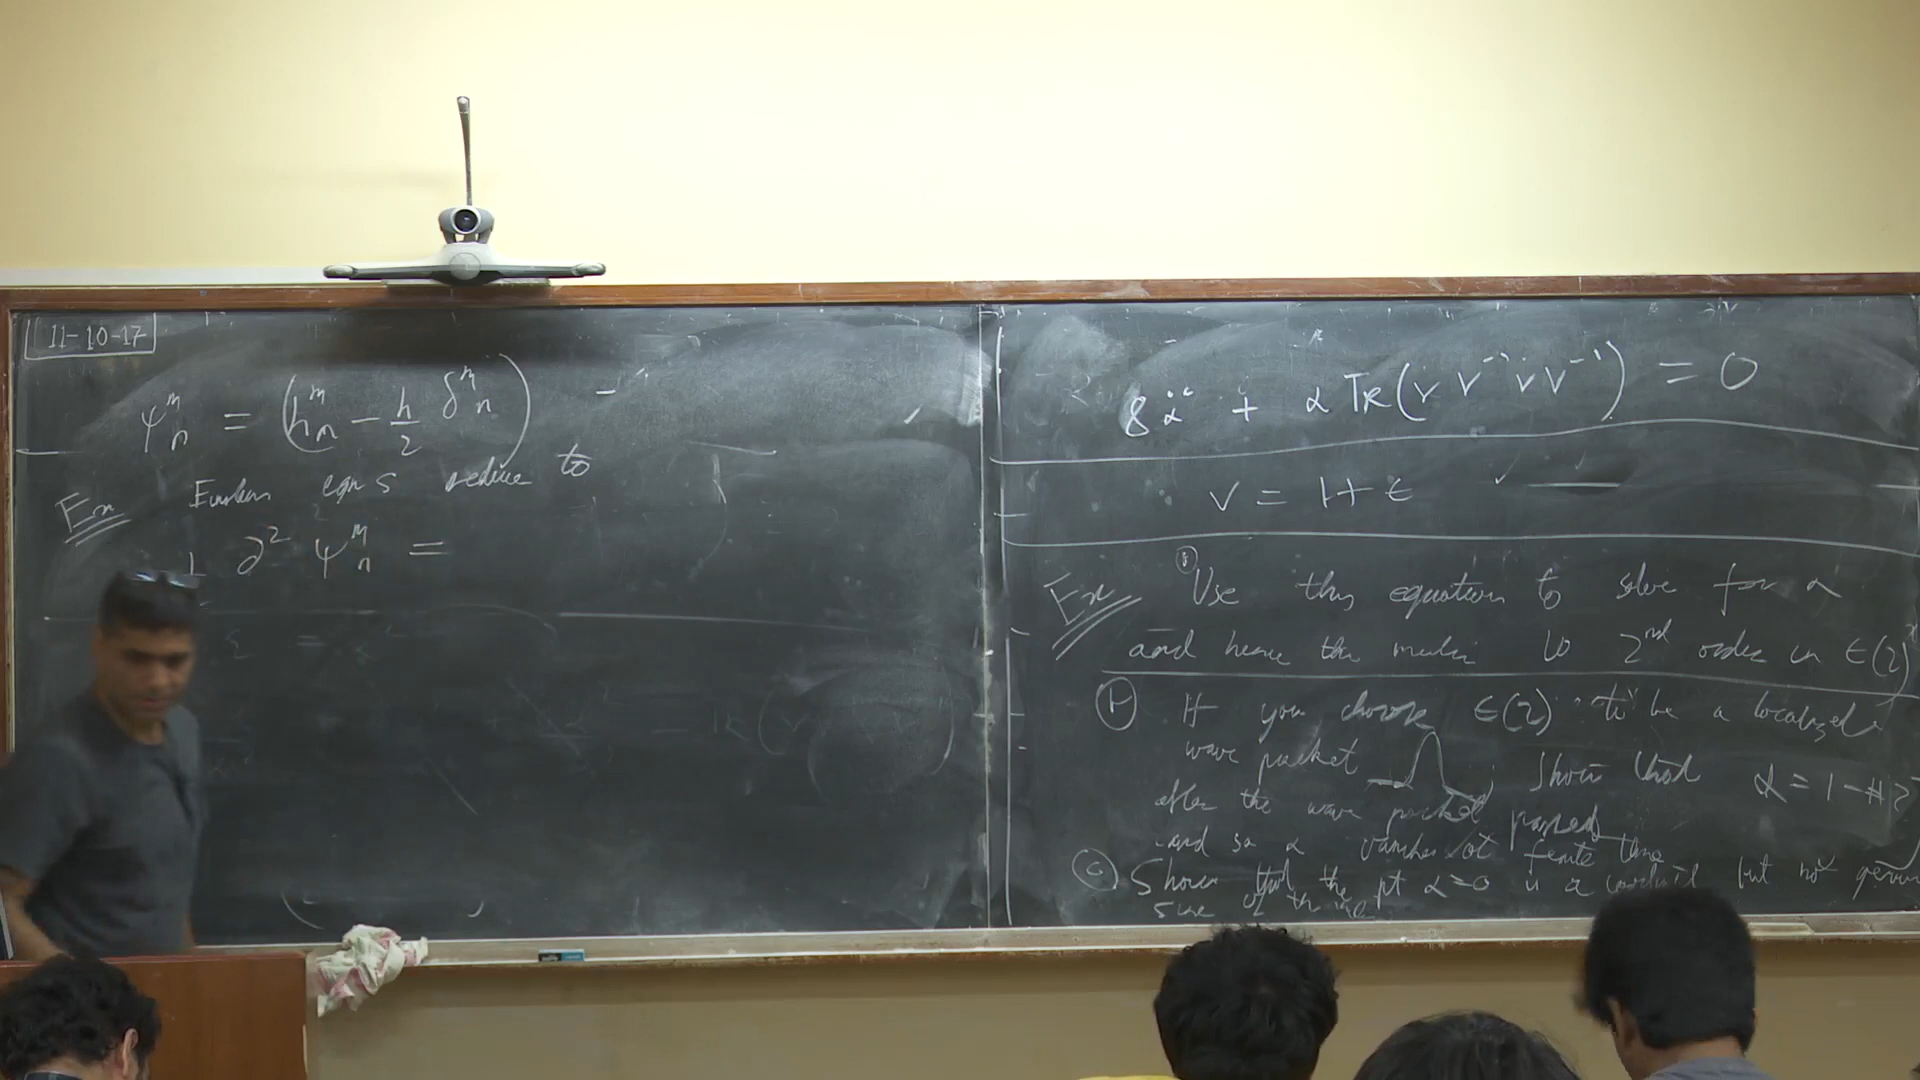 11-10-17
ψ^m_n = (h^m_n - h/2 δ^m_n)
Ex Einstein eqns reduce to
∂² ψ^m_n =
8 α̈ + α TR(v̇ v⁻¹ v̇ v⁻¹) = 0
v = 1 + ε
Ex Use this equation to solve for α
and hence the metric to 2nd order in ε(z)
(b) If you choose ε(z) to be a localized
wave packet, show that α = 1 - #z
after the wave packet passed
and so α vanishes at finite time
(c) Show that the pt α=0 is a but not
of the